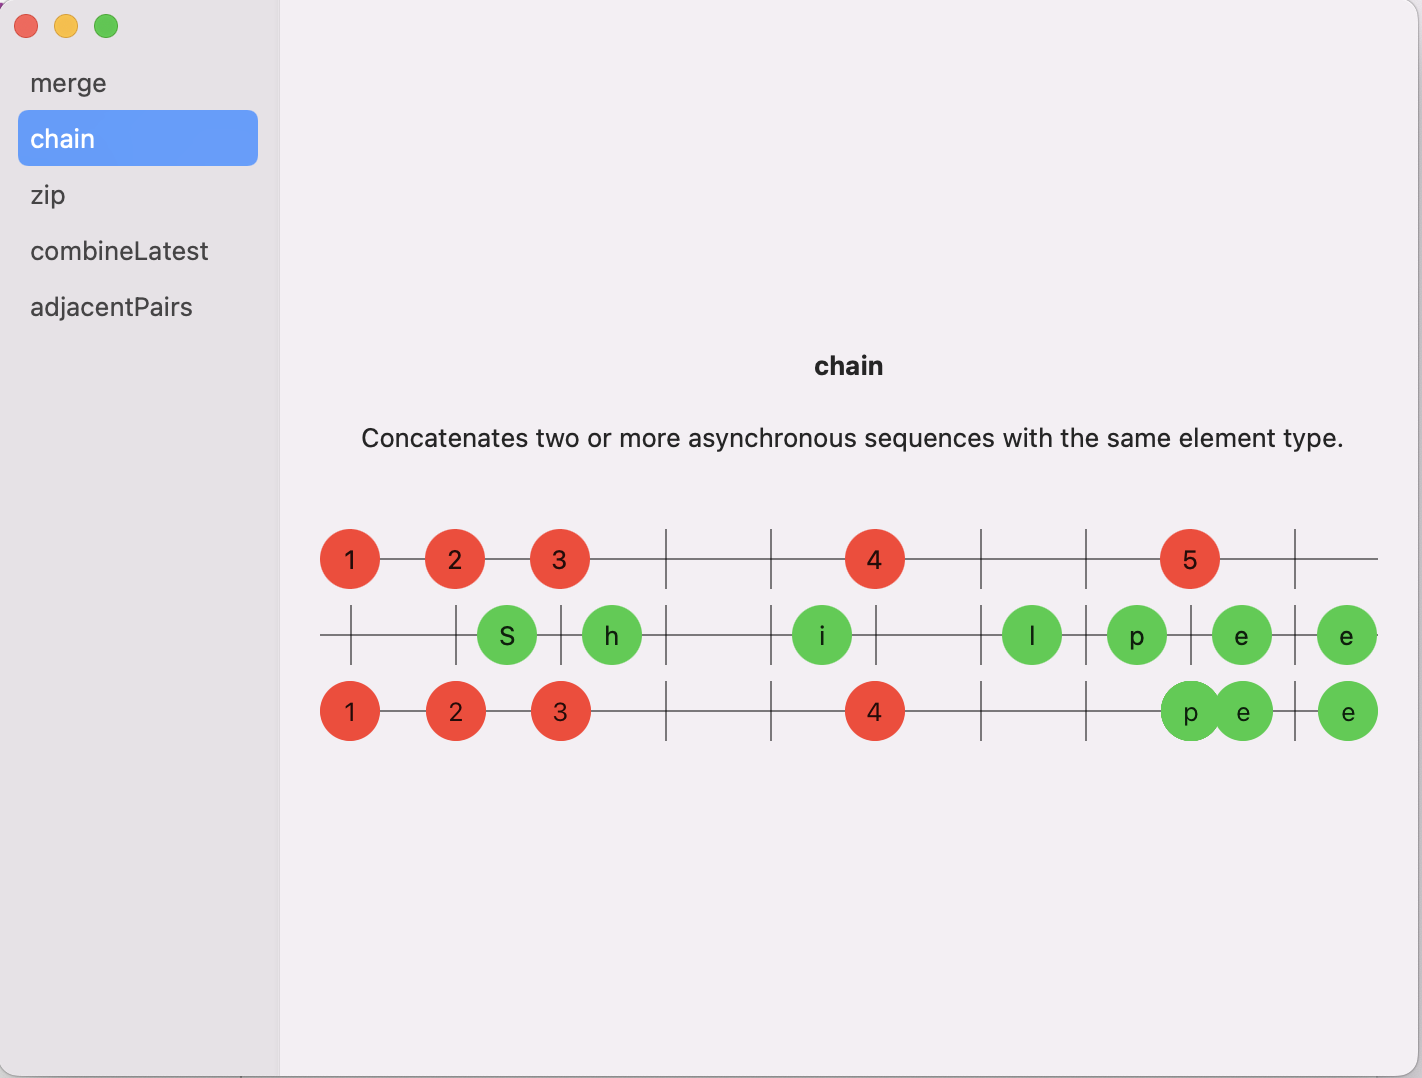 merge
chain
zip
combineLatest
adjacentPairs
chain
Concatenates two or more asynchronous sequences with the same element type.
1 2 3 4 5
S h i l p e e
1 2 3 4 p e e